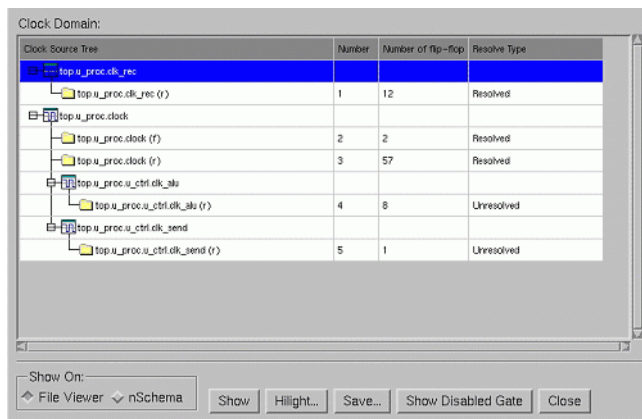 Clock Domain:
Clock Source Tree Number Number of flip-flop Resolve Type
top.u_proc.clk_rec
top.u_proc.clk_rec (r) 1 12 Resolved
top.u_proc.clock
top.u_proc.clock (f) 2 2 Resolved
top.u_proc.clock (r) 3 57 Resolved
top.u_proc.u_ctrl.clk_alu
top.u_proc.u_ctrl.clk_alu (r) 4 8 Unresolved
top.u_proc.u_ctrl.clk_send
top.u_proc.u_ctrl.clk_send (r) 5 1 Unresolved
Show On:
File Viewer nSchema Show Hilight... Save... Show Disabled Gate Close